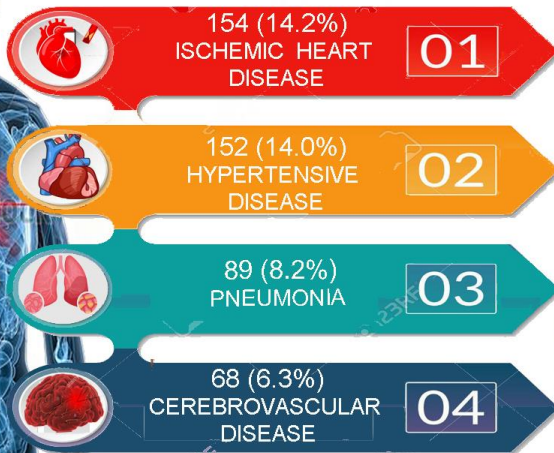 154 (14.2%)
ISCHEMIC HEART
DISEASE
01
152 (14.0%)
HYPERTENSIVE
DISEASE
02
89 (8.2%)
PNEUMONIA
03
68 (6.3%)
CEREBROVASCULAR
DISEASE
04